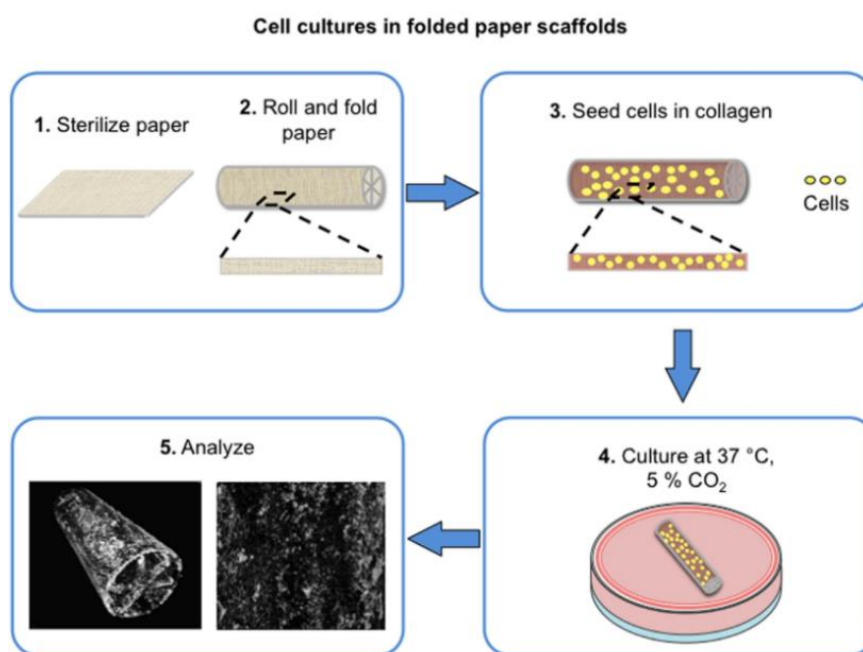 Cell cultures in folded paper scaffolds
1. Sterilize paper
2. Roll and fold
paper
3. Seed cells in collagen
Cells
4. Culture at 37 °C,
5 % CO₂
5. Analyze